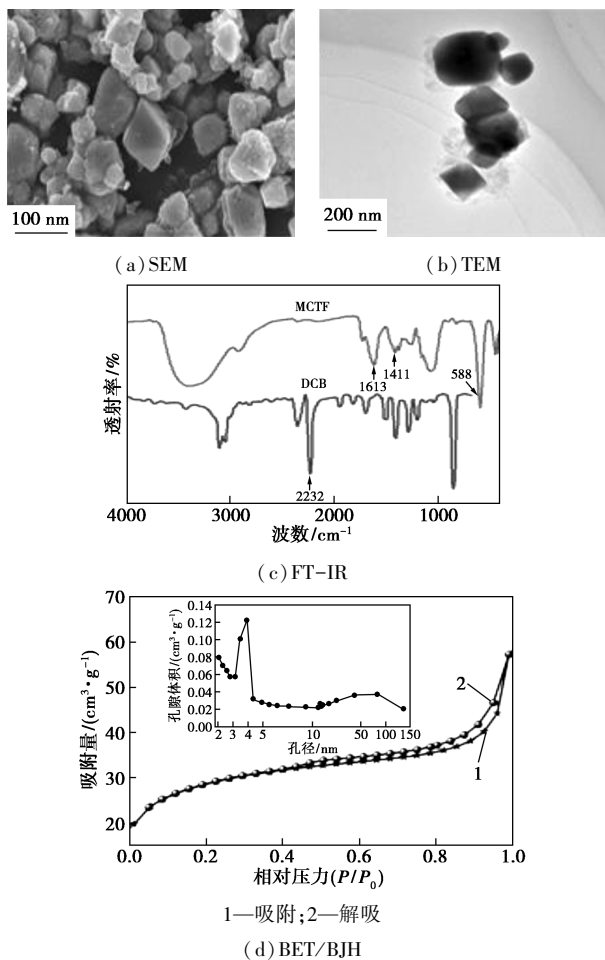 100 nm
200 nm
(a)SEM
(b)TEM
MCTF
1613
1411
588
DCB
2232
透射率/%
4000 3000 2000 1000
波数/cm⁻¹
(c)FT-IR
70
60
50
40
30
20
吸附量/(cm³·g⁻¹)
0.14
0.12
0.10
0.08
0.06
0.04
0.02
0.00
孔隙体积/(cm³·g⁻¹)
2 3 4 5 10 50 100 150
孔径/nm
2
1
0.0 0.2 0.4 0.6 0.8 1.0
相对压力(P/P₀)
1—吸附;2—解吸
(d)BET/BJH